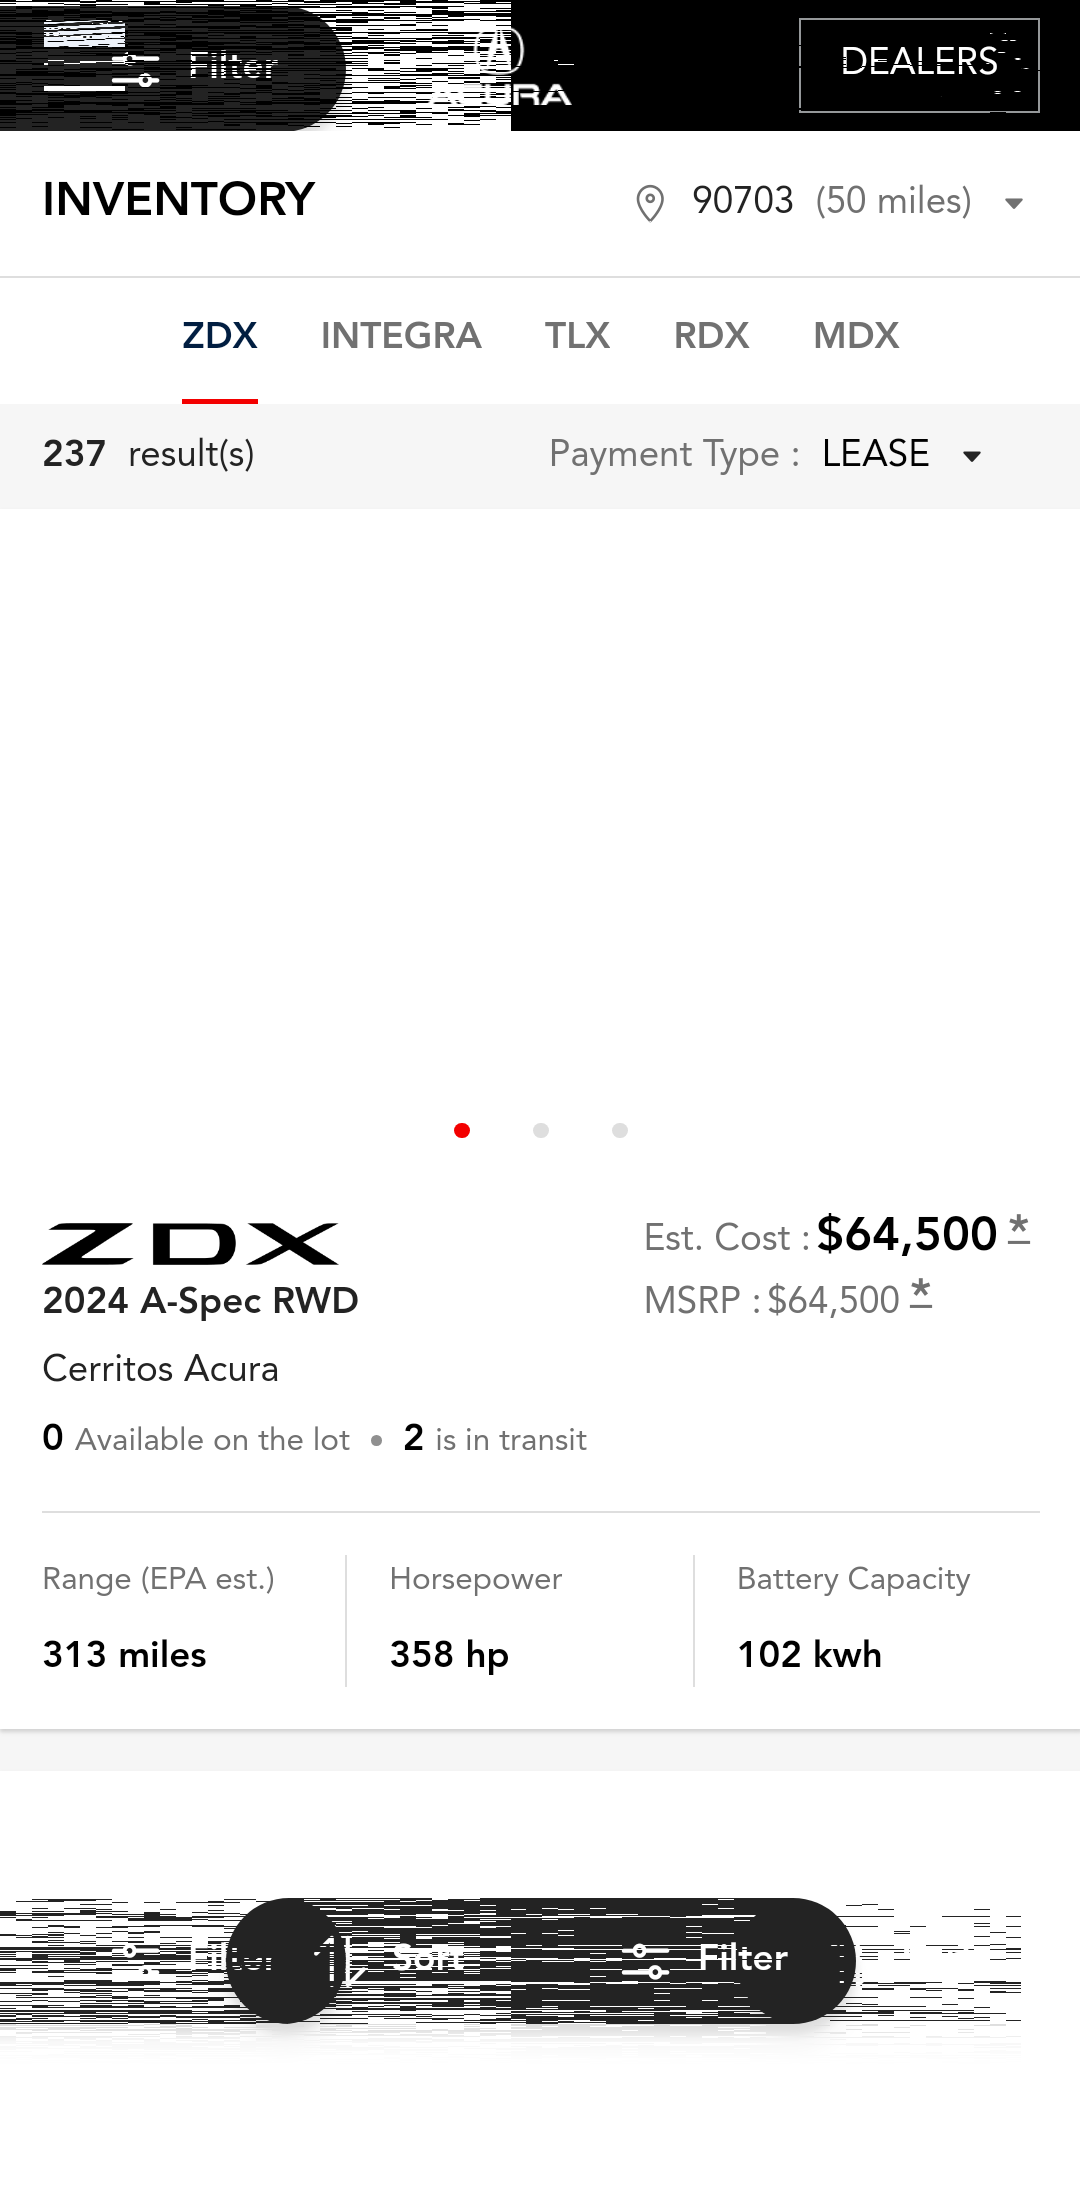 Filter
ACURA
DEALERS
INVENTORY
90703 (50 miles)
ZDX INTEGRA TLX RDX MDX
237 result(s)
Payment Type : LEASE
ZDX
Est. Cost : $64,500 *
2024 A-Spec RWD
MSRP : $64,500 *
Cerritos Acura
0 Available on the lot • 2 is in transit
Range (EPA est.) Horsepower Battery Capacity
313 miles 358 hp 102 kwh
Filter Sort Filter